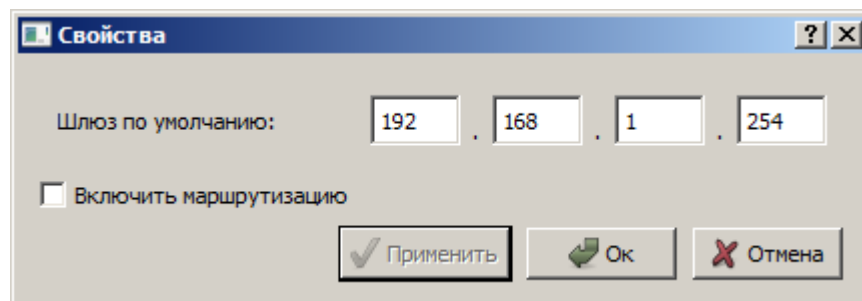 Свойства
Шлюз по умолчанию: 192 . 168 . 1 . 254
Включить маршрутизацию
Применить Ок Отмена